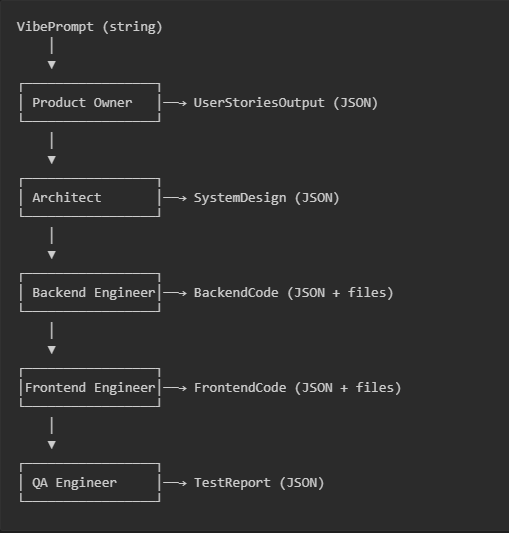 VibePrompt (string)
Product Owner → UserStoriesOutput (JSON)
Architect → SystemDesign (JSON)
Backend Engineer → BackendCode (JSON + files)
Frontend Engineer → FrontendCode (JSON + files)
QA Engineer → TestReport (JSON)